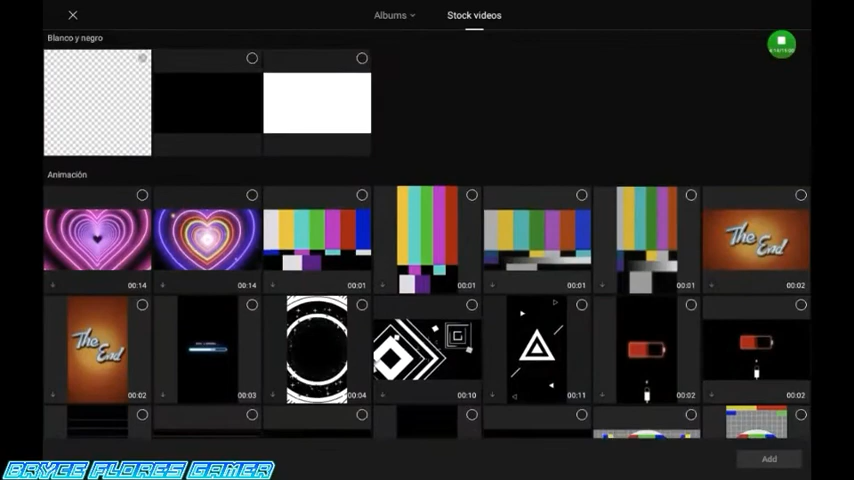 Albums
Stock videos
Blanco y negro
Animación
00:14
00:14
00:01
00:01
00:01
00:01
The End
00:02
The End
00:02
00:03
00:04
00:10
00:11
00:02
00:02
Add
BRYCE FLORES GAMER